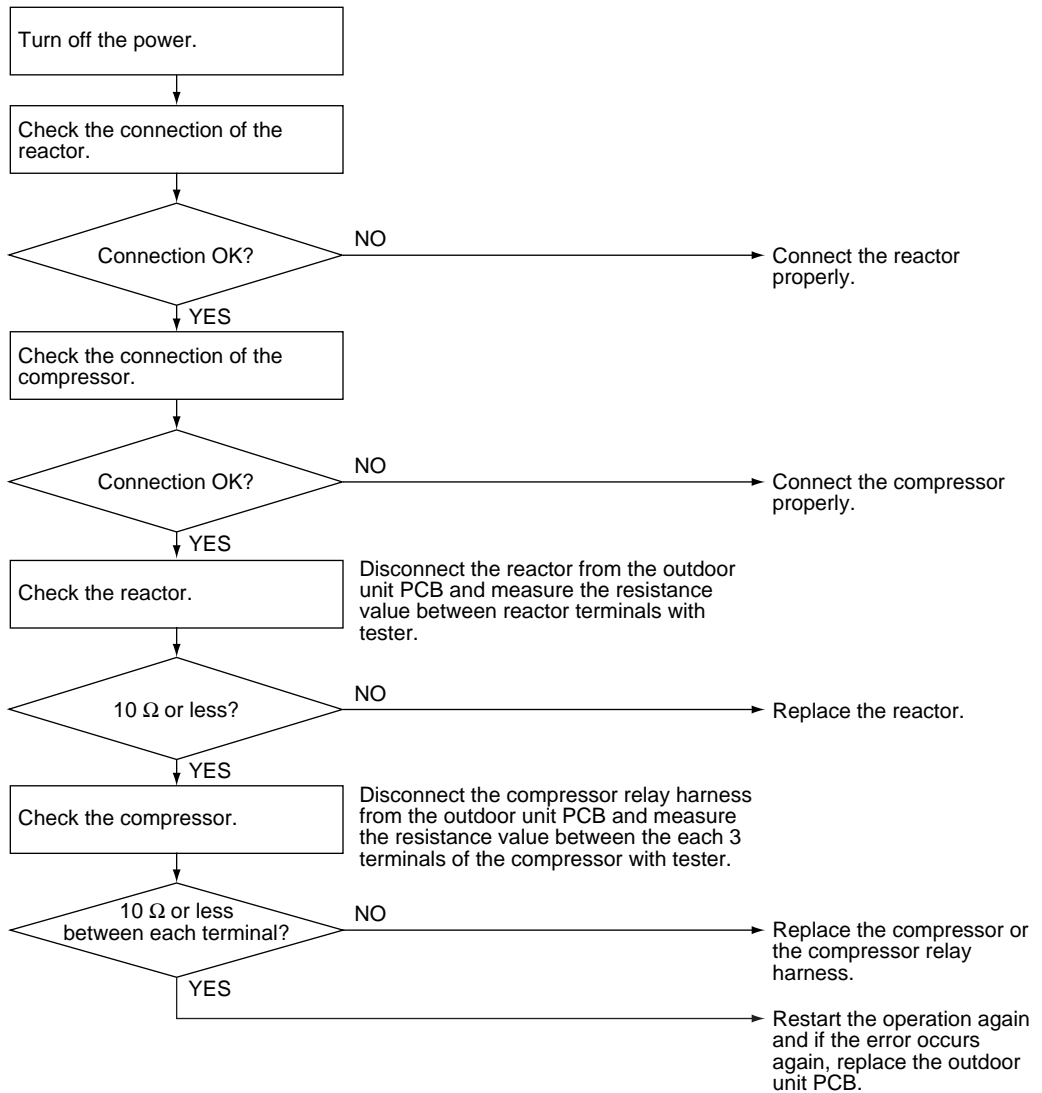 Turn off the power.
Check the connection of the
reactor.
Connection OK?
NO
Connect the reactor
properly.
YES
Check the connection of the
compressor.
Connection OK?
NO
Connect the compressor
properly.
YES
Check the reactor.
Disconnect the reactor from the outdoor
unit PCB and measure the resistance
value between reactor terminals with
tester.
10 Ω or less?
NO
Replace the reactor.
YES
Check the compressor.
Disconnect the compressor relay harness
from the outdoor unit PCB and measure
the resistance value between the each 3
terminals of the compressor with tester.
10 Ω or less
between each terminal?
NO
Replace the compressor or
the compressor relay
harness.
YES
Restart the operation again
and if the error occurs
again, replace the outdoor
unit PCB.